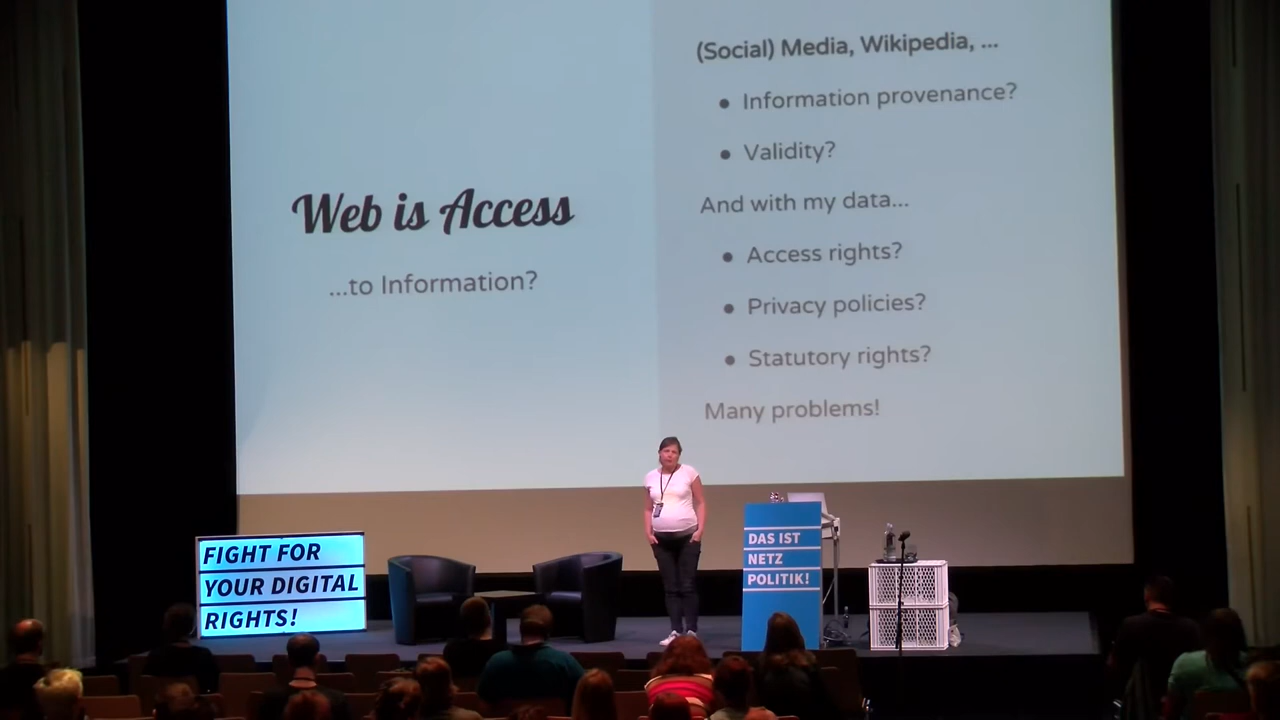 Web is Access
...to Information?
(Social) Media, Wikipedia, ...
• Information provenance?
• Validity?
And with my data...
• Access rights?
• Privacy policies?
• Statutory rights?
Many problems!
FIGHT FOR
YOUR DIGITAL
RIGHTS!
DAS IST
NETZ
POLITIK!